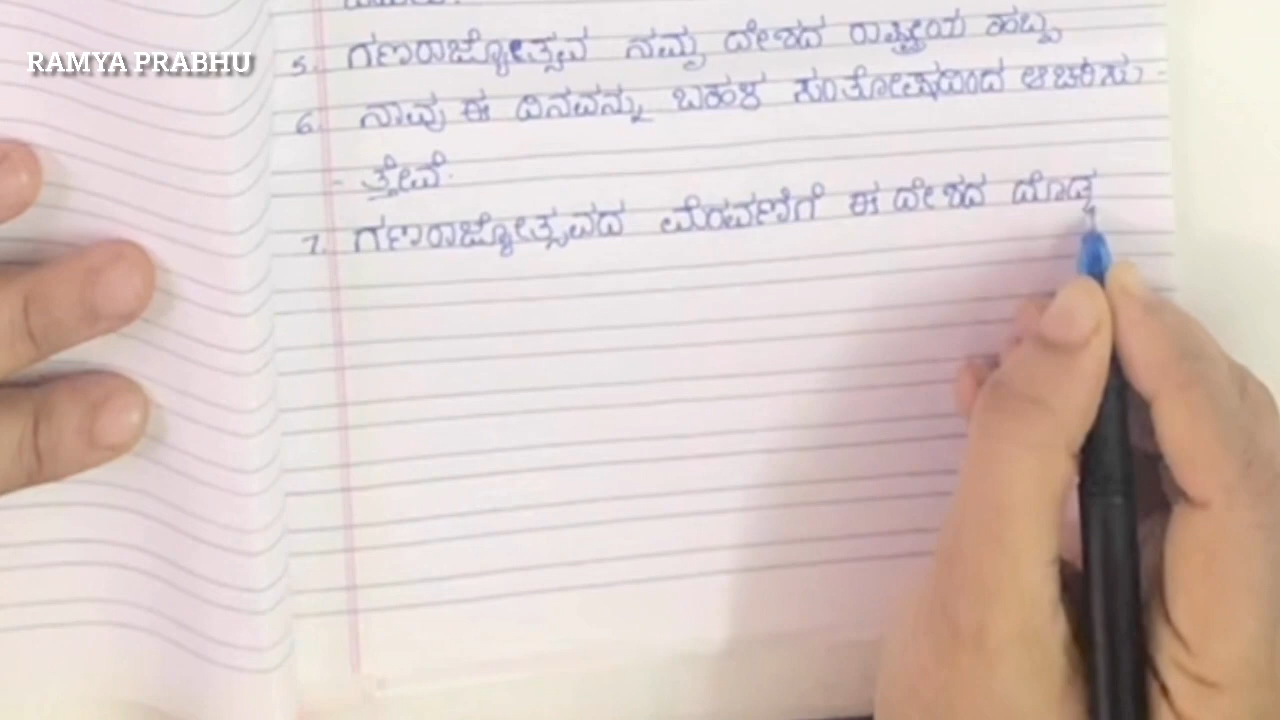 RAMYA PRABHU
5. ಗಣರಾಜ್ಯೋತ್ಸವ ನಮ್ಮ ದೇಶದ ರಾಷ್ಟ್ರೀಯ ಹಬ್ಬ
6. ನಾವು ಈ ದಿನವನ್ನು ಬಹಳ ಸಂತೋಷದಿಂದ ಆಚರಿಸು-
- ತ್ತೇವೆ.
7. ಗಣರಾಜ್ಯೋತ್ಸವದ ಮೆರವಣಿಗೆ ಈ ದೇಶದ ದೊಡ್ಡ